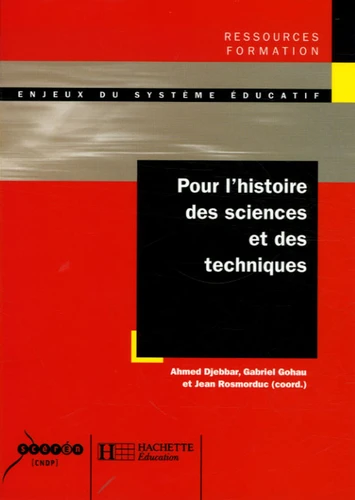 RESSOURCES
FORMATION
ENJEUX DU SYSTÈME ÉDUCATIF
Pour l'histoire
des sciences
et des
techniques
Ahmed Djebbar, Gabriel Gohau
et Jean Rosmorduc (coord.)
scérén
[CNDP]
H HACHETTE
Éducation